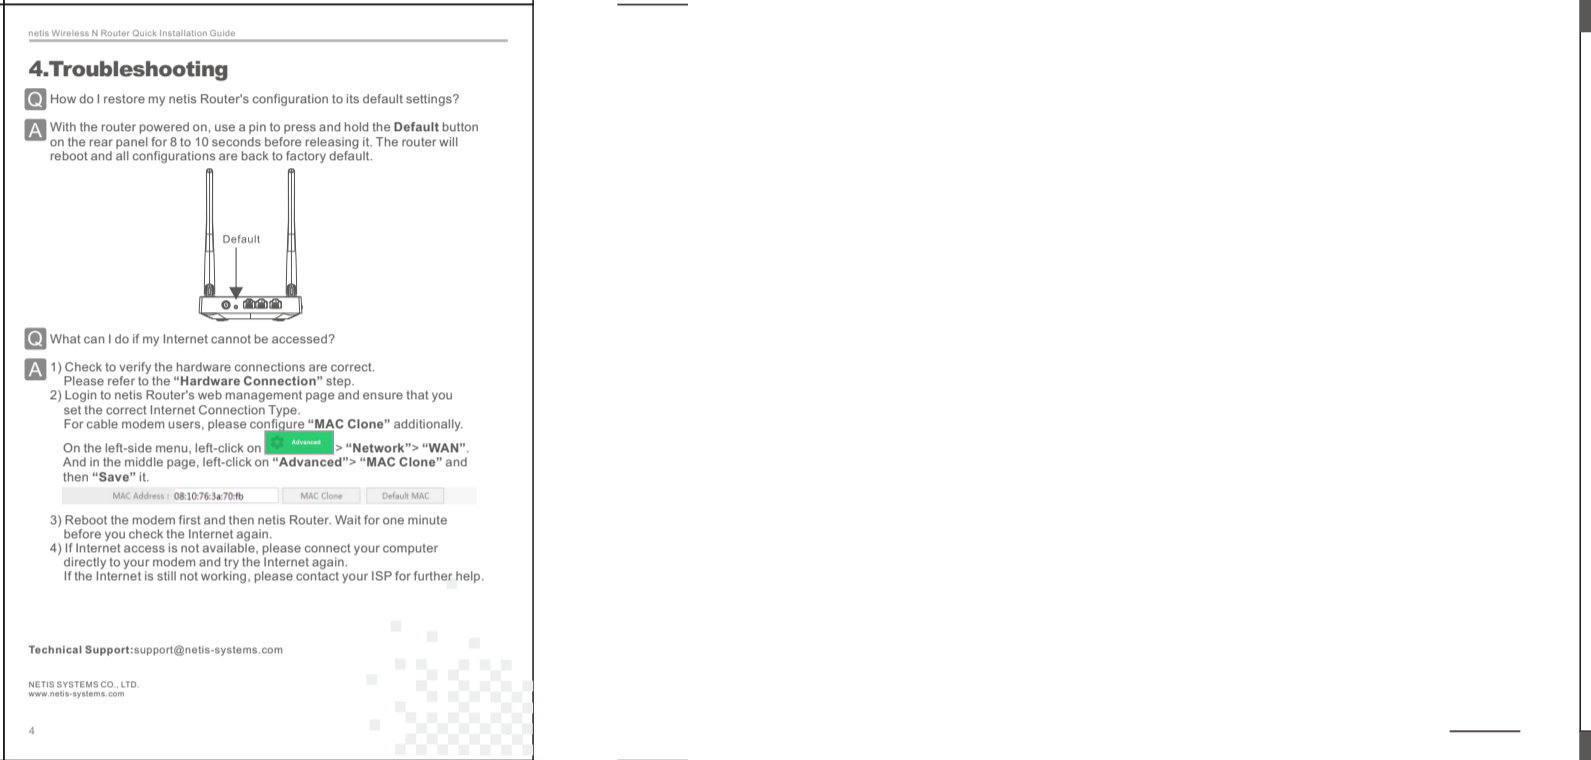 netis Wireless N Router Quick Installation Guide
4.Troubleshooting
Q How do I restore my netis Router's configuration to its default settings?
A With the router powered on, use a pin to press and hold the Default button
on the rear panel for 8 to 10 seconds before releasing it. The router will
reboot and all configurations are back to factory default.
Default
Q What can I do if my Internet cannot be accessed?
A 1) Check to verify the hardware connections are correct.
Please refer to the “Hardware Connection” step.
2) Login to netis Router's web management page and ensure that you
set the correct Internet Connection Type.
For cable modem users, please configure “MAC Clone” additionally.
On the left-side menu, left-click on Advanced > “Network”> “WAN”.
And in the middle page, left-click on “Advanced”> “MAC Clone” and
then “Save” it.
MAC Address : 08:10:76:3a:70:fb MAC Clone Default MAC
3) Reboot the modem first and then netis Router. Wait for one minute
before you check the Internet again.
4) If Internet access is not available, please connect your computer
directly to your modem and try the Internet again.
If the Internet is still not working, please contact your ISP for further help.
Technical Support:support@netis-systems.com
NETIS SYSTEMS CO., LTD.
www.netis-systems.com
4